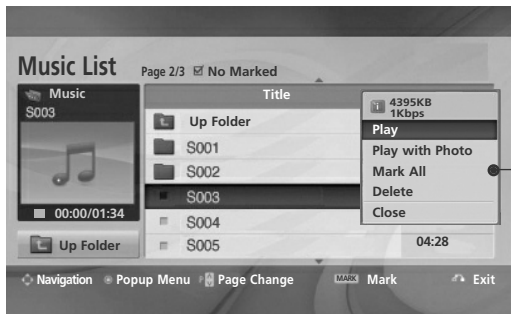 Music List Page 2/3 No Marked
Music
S003
00:00/01:34
Up Folder
Title
Up Folder
S001
S002
S003
S004
S005
04:28
4395KB
1Kbps
Play
Play with Photo
Mark All
Delete
Close
Navigation Popup Menu P Page Change MARK Mark Exit